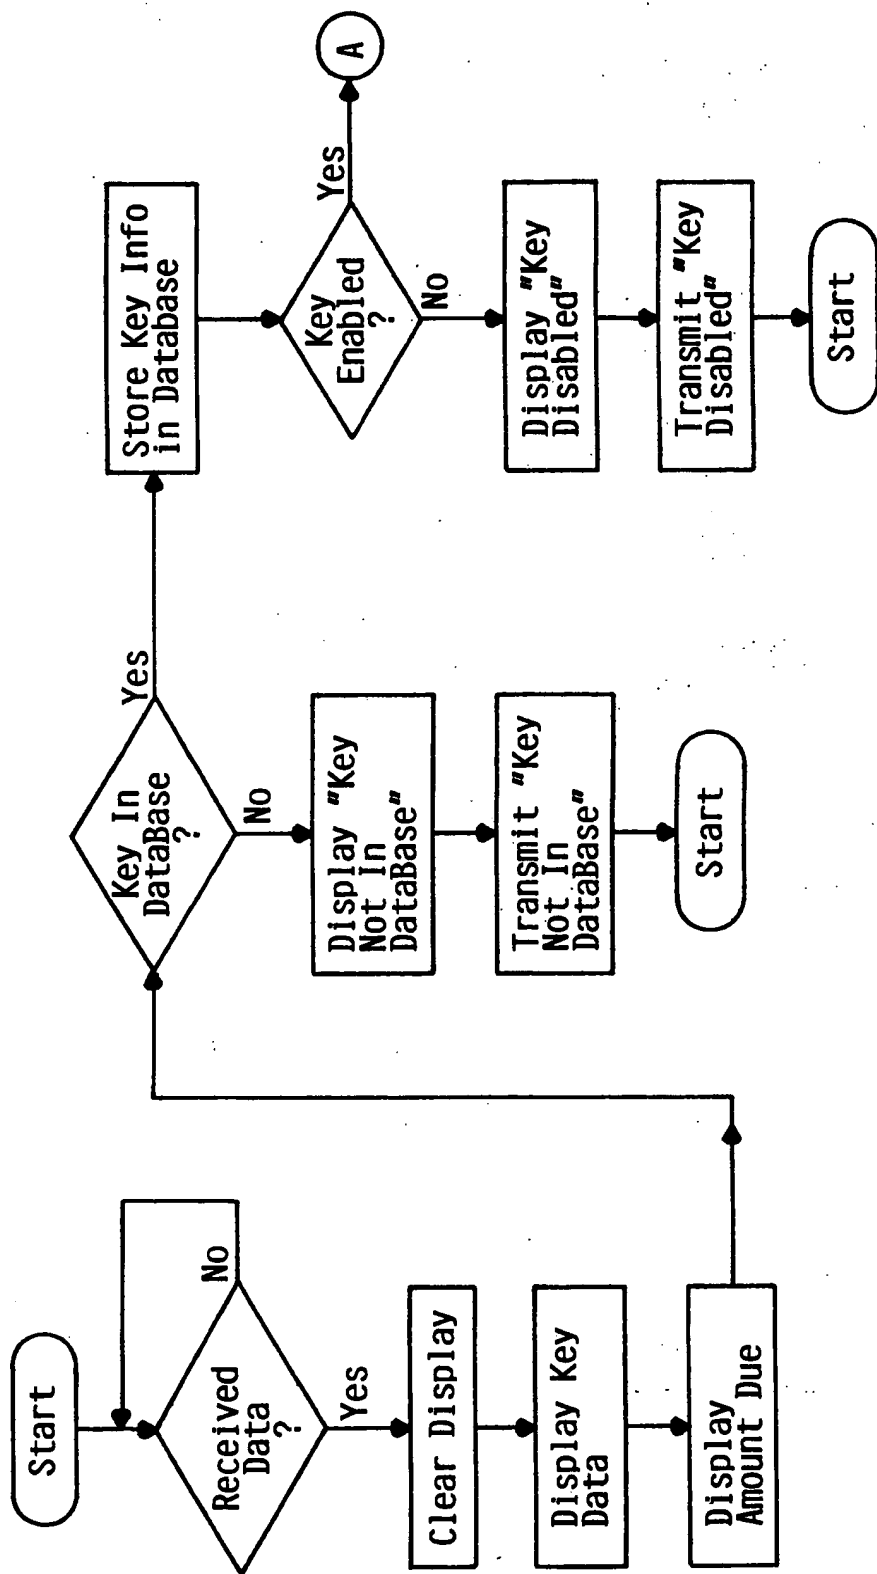 Start
Received
Data
?
No
Yes
Clear Display
Display Key
Data
Display
Amount Due
Key In
DataBase
?
Yes
No
Display "Key
Not In
DataBase"
Transmit "Key
Not In
DataBase"
Start
Store Key Info
in Database
Key
Enabled
?
Yes
A
No
Display "Key
Disabled"
Transmit "Key
Disabled"
Start